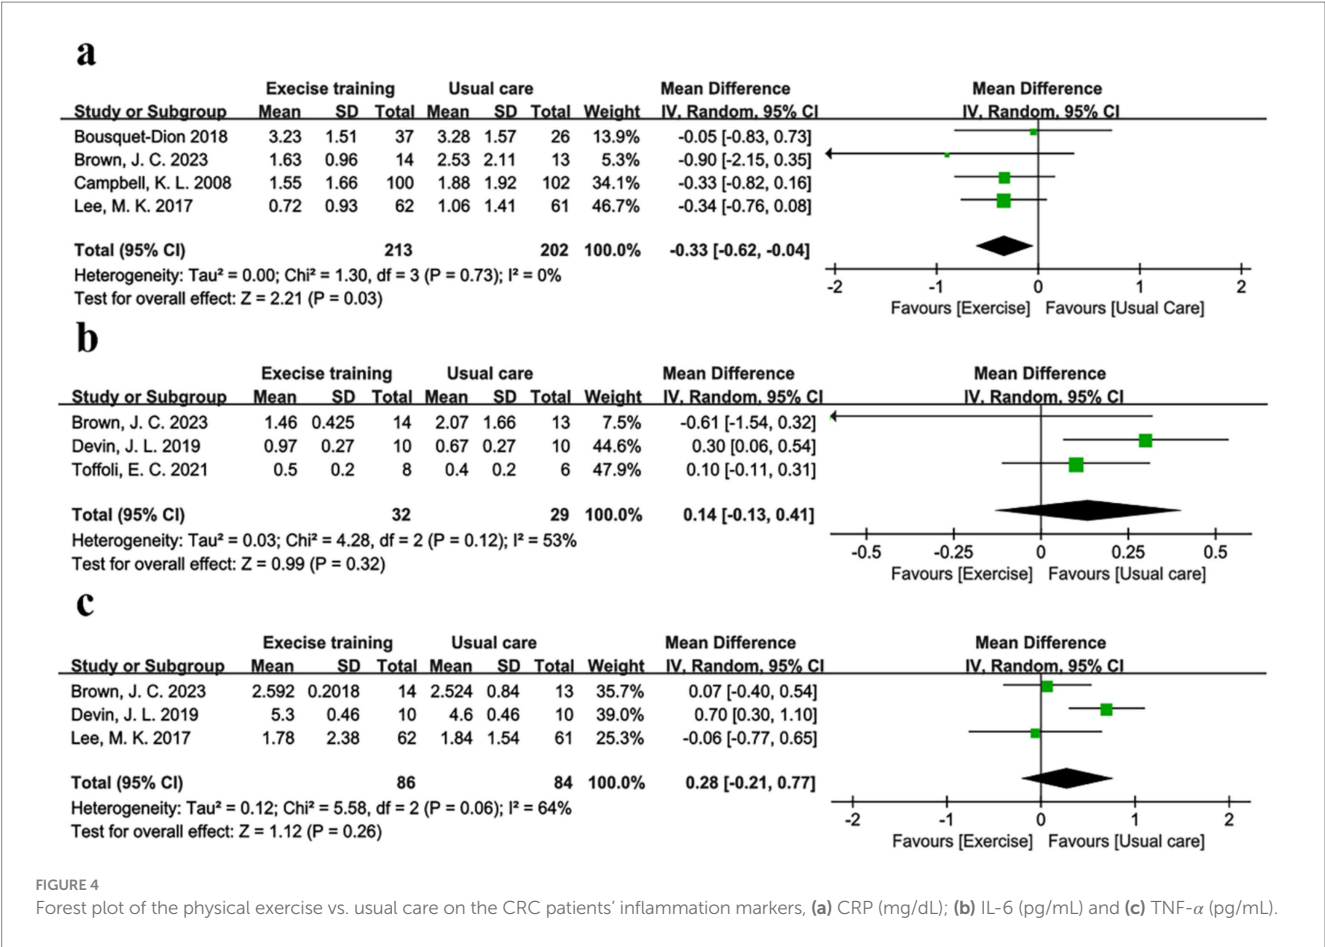 a
Execise training Usual care Mean Difference Mean Difference
Study or Subgroup Mean SD Total Mean SD Total Weight IV, Random, 95% CI IV, Random, 95% CI
Bousquet-Dion 2018 3.23 1.51 37 3.28 1.57 26 13.9% -0.05 [-0.83, 0.73]
Brown, J. C. 2023 1.63 0.96 14 2.53 2.11 13 5.3% -0.90 [-2.15, 0.35]
Campbell, K. L. 2008 1.55 1.66 100 1.88 1.92 102 34.1% -0.33 [-0.82, 0.16]
Lee, M. K. 2017 0.72 0.93 62 1.06 1.41 61 46.7% -0.34 [-0.76, 0.08]
Total (95% CI) 213 202 100.0% -0.33 [-0.62, -0.04]
Heterogeneity: Tau² = 0.00; Chi² = 1.30, df = 3 (P = 0.73); I² = 0%
Test for overall effect: Z = 2.21 (P = 0.03)
-2 -1 0 1 2
Favours [Exercise] Favours [Usual Care]
b
Execise training Usual care Mean Difference Mean Difference
Study or Subgroup Mean SD Total Mean SD Total Weight IV, Random, 95% CI IV, Random, 95% CI
Brown, J. C. 2023 1.46 0.425 14 2.07 1.66 13 7.5% -0.61 [-1.54, 0.32]
Devin, J. L. 2019 0.97 0.27 10 0.67 0.27 10 44.6% 0.30 [0.06, 0.54]
Toffoli, E. C. 2021 0.5 0.2 8 0.4 0.2 6 47.9% 0.10 [-0.11, 0.31]
Total (95% CI) 32 29 100.0% 0.14 [-0.13, 0.41]
Heterogeneity: Tau² = 0.03; Chi² = 4.28, df = 2 (P = 0.12); I² = 53%
Test for overall effect: Z = 0.99 (P = 0.32)
-0.5 -0.25 0 0.25 0.5
Favours [Exercise] Favours [Usual care]
c
Execise training Usual care Mean Difference Mean Difference
Study or Subgroup Mean SD Total Mean SD Total Weight IV, Random, 95% CI IV, Random, 95% CI
Brown, J. C. 2023 2.592 0.2018 14 2.524 0.84 13 35.7% 0.07 [-0.40, 0.54]
Devin, J. L. 2019 5.3 0.46 10 4.6 0.46 10 39.0% 0.70 [0.30, 1.10]
Lee, M. K. 2017 1.78 2.38 62 1.84 1.54 61 25.3% -0.06 [-0.77, 0.65]
Total (95% CI) 86 84 100.0% 0.28 [-0.21, 0.77]
Heterogeneity: Tau² = 0.12; Chi² = 5.58, df = 2 (P = 0.06); I² = 64%
Test for overall effect: Z = 1.12 (P = 0.26)
-2 -1 0 1 2
Favours [Exercise] Favours [Usual care]
FIGURE 4
Forest plot of the physical exercise vs. usual care on the CRC patients' inflammation markers, (a) CRP (mg/dL); (b) IL-6 (pg/mL) and (c) TNF-α (pg/mL).